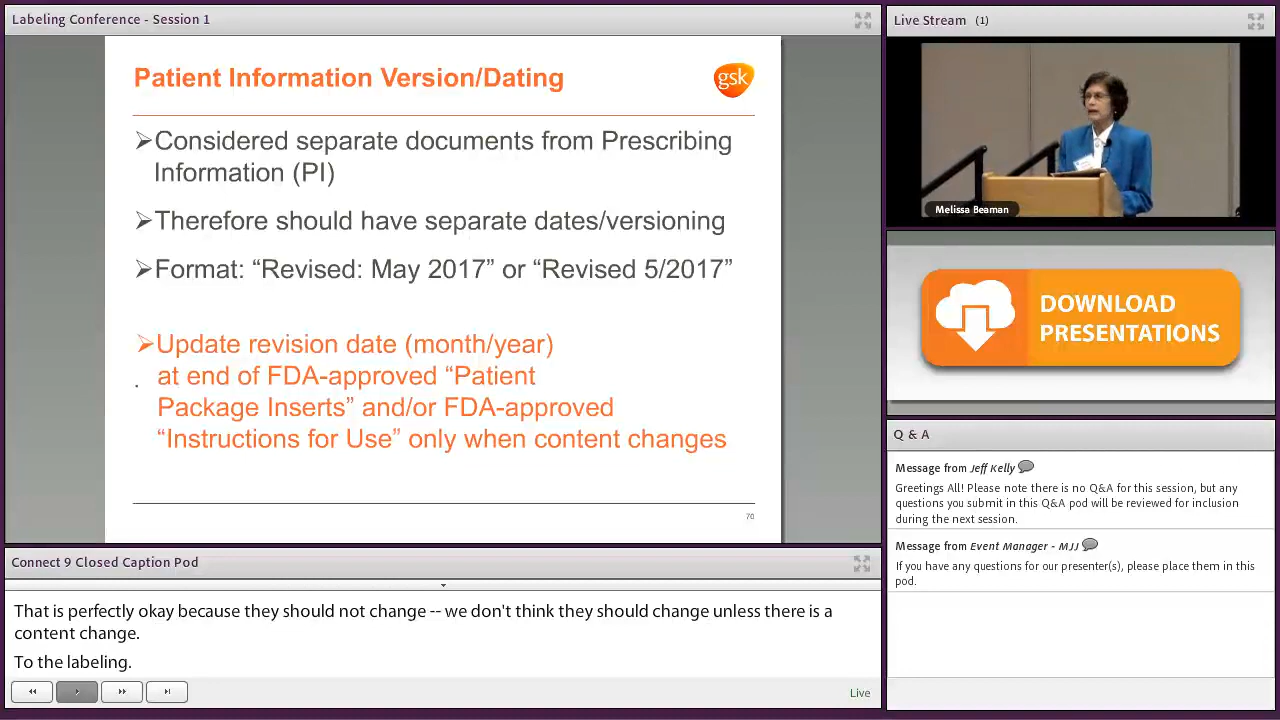 Labeling Conference - Session 1
Patient Information Version/Dating
gsk
➢Considered separate documents from Prescribing
Information (PI)
➢Therefore should have separate dates/versioning
➢Format: “Revised: May 2017” or “Revised 5/2017”
➢Update revision date (month/year)
at end of FDA-approved “Patient
Package Inserts” and/or FDA-approved
“Instructions for Use” only when content changes
70
Connect 9 Closed Caption Pod
That is perfectly okay because they should not change -- we don't think they should change unless there is a
content change.
To the labeling.
Live
Live Stream (1)
Melissa Beaman
DOWNLOAD
PRESENTATIONS
Q & A
Message from Jeff Kelly
Greetings All! Please note there is no Q&A for this session, but any
questions you submit in this Q&A pod will be reviewed for inclusion
during the next session.
Message from Event Manager - MJJ
If you have any questions for our presenter(s), please place them in this
pod.